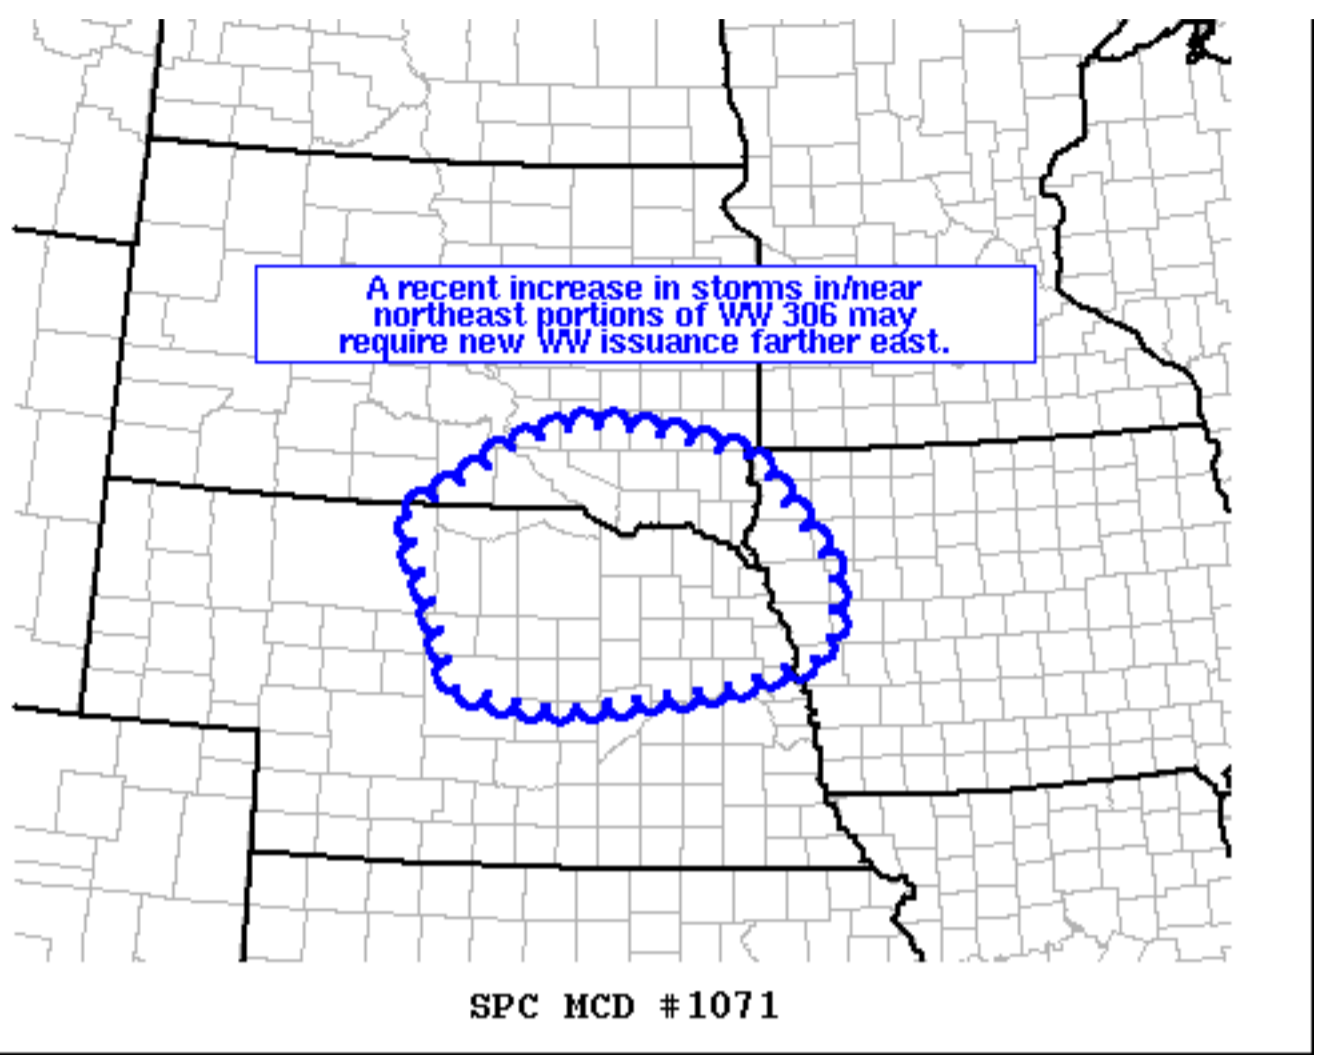 A recent increase in storms in/near
northeast portions of WW 306 may
require new WW issuance farther east.
SPC MCD #1071